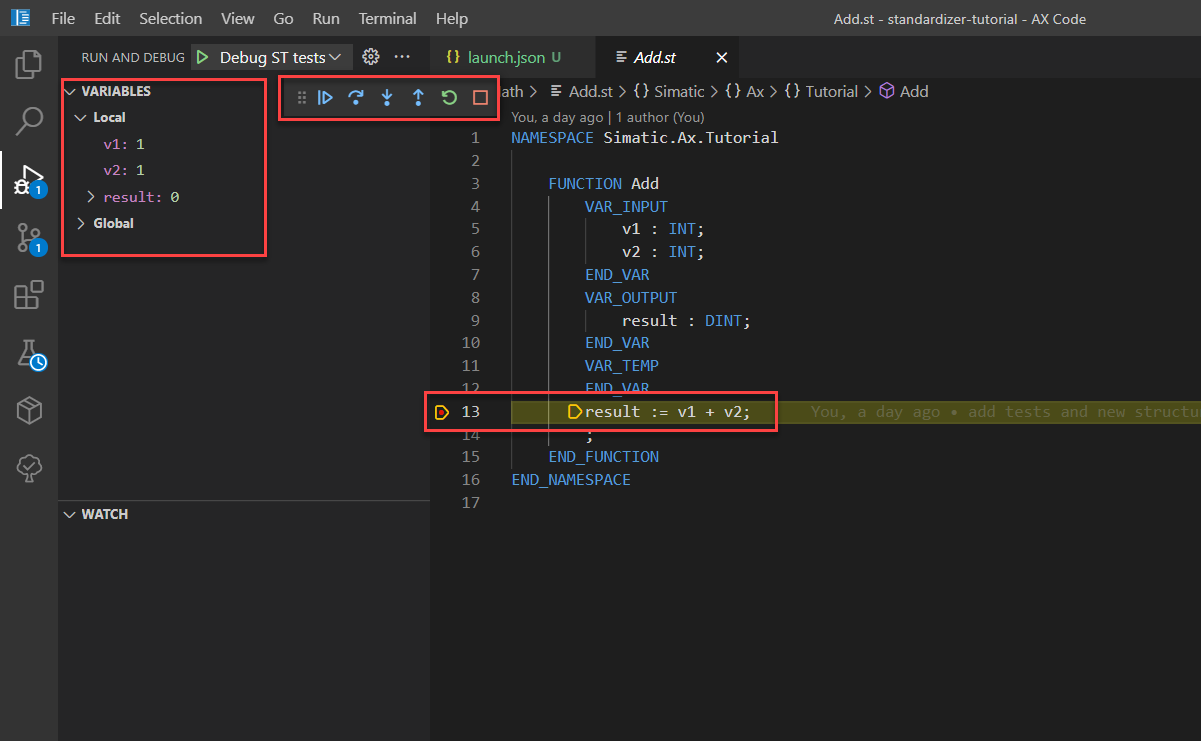 File Edit Selection View Go Run Terminal Help
Add.st - standardizer-tutorial - AX Code
RUN AND DEBUG Debug ST tests ···
{} launch.json U
Add.st
VARIABLES
Local
v1: 1
v2: 1
result: 0
Global
1
1
WATCH
ath > Add.st > {} Simatic > {} Ax > {} Tutorial > Add
You, a day ago | 1 author (You)
1 NAMESPACE Simatic.Ax.Tutorial
2
3 FUNCTION Add
4 VAR_INPUT
5 v1 : INT;
6 v2 : INT;
7 END_VAR
8 VAR_OUTPUT
9 result : DINT;
10 END_VAR
11 VAR_TEMP
12 END_VAR
13 result := v1 + v2; You, a day ago • add tests and new structu
14 ;
15 END_FUNCTION
16 END_NAMESPACE
17